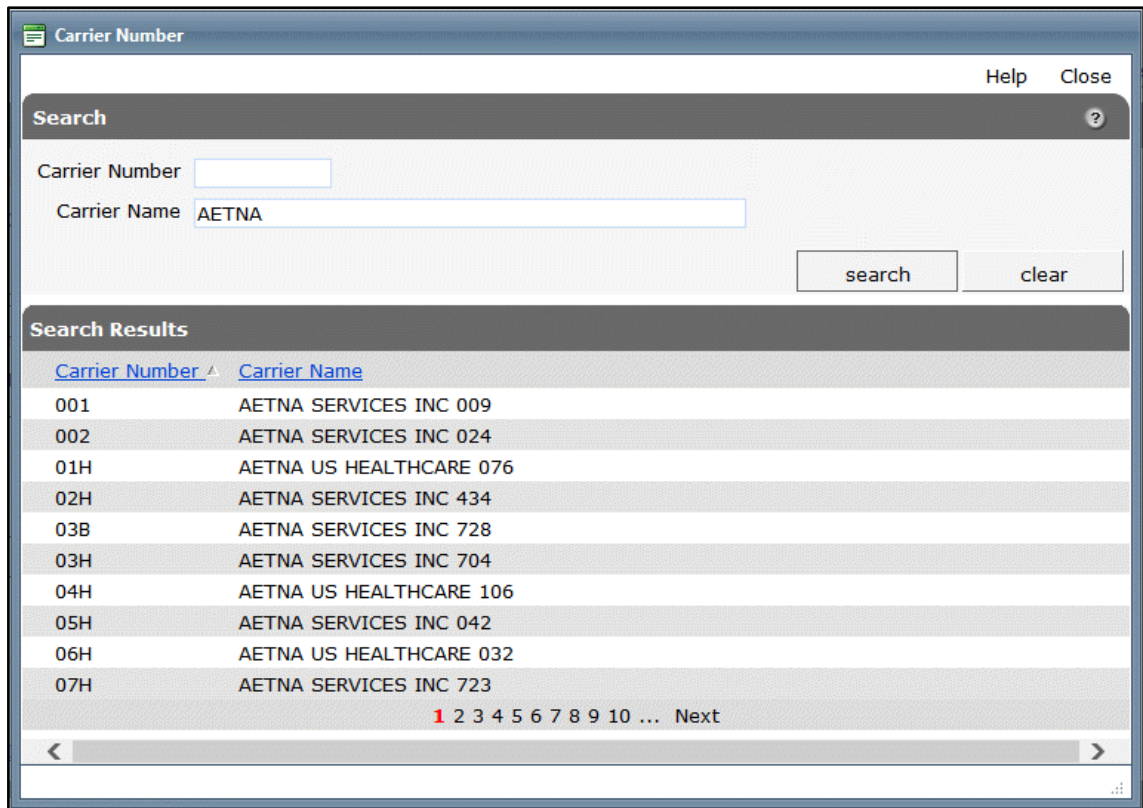 Carrier Number
Help Close
Search
?
Carrier Number
Carrier Name AETNA
search clear
Search Results
Carrier Number Carrier Name
001 AETNA SERVICES INC 009
002 AETNA SERVICES INC 024
01H AETNA US HEALTHCARE 076
02H AETNA SERVICES INC 434
03B AETNA SERVICES INC 728
03H AETNA SERVICES INC 704
04H AETNA US HEALTHCARE 106
05H AETNA SERVICES INC 042
06H AETNA US HEALTHCARE 032
07H AETNA SERVICES INC 723
1 2 3 4 5 6 7 8 9 10 ... Next